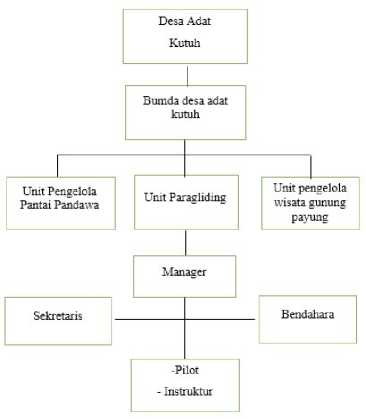 Desa Adat
Kutuh
Bumda desa adat
kutuh
Unit Pengelola
Pantai Pandawa
Unit Paragliding
Unit pengelola
wisata gunung
payung
Manager
Sekretaris
Bendahara
-Pilot
- Instruktur